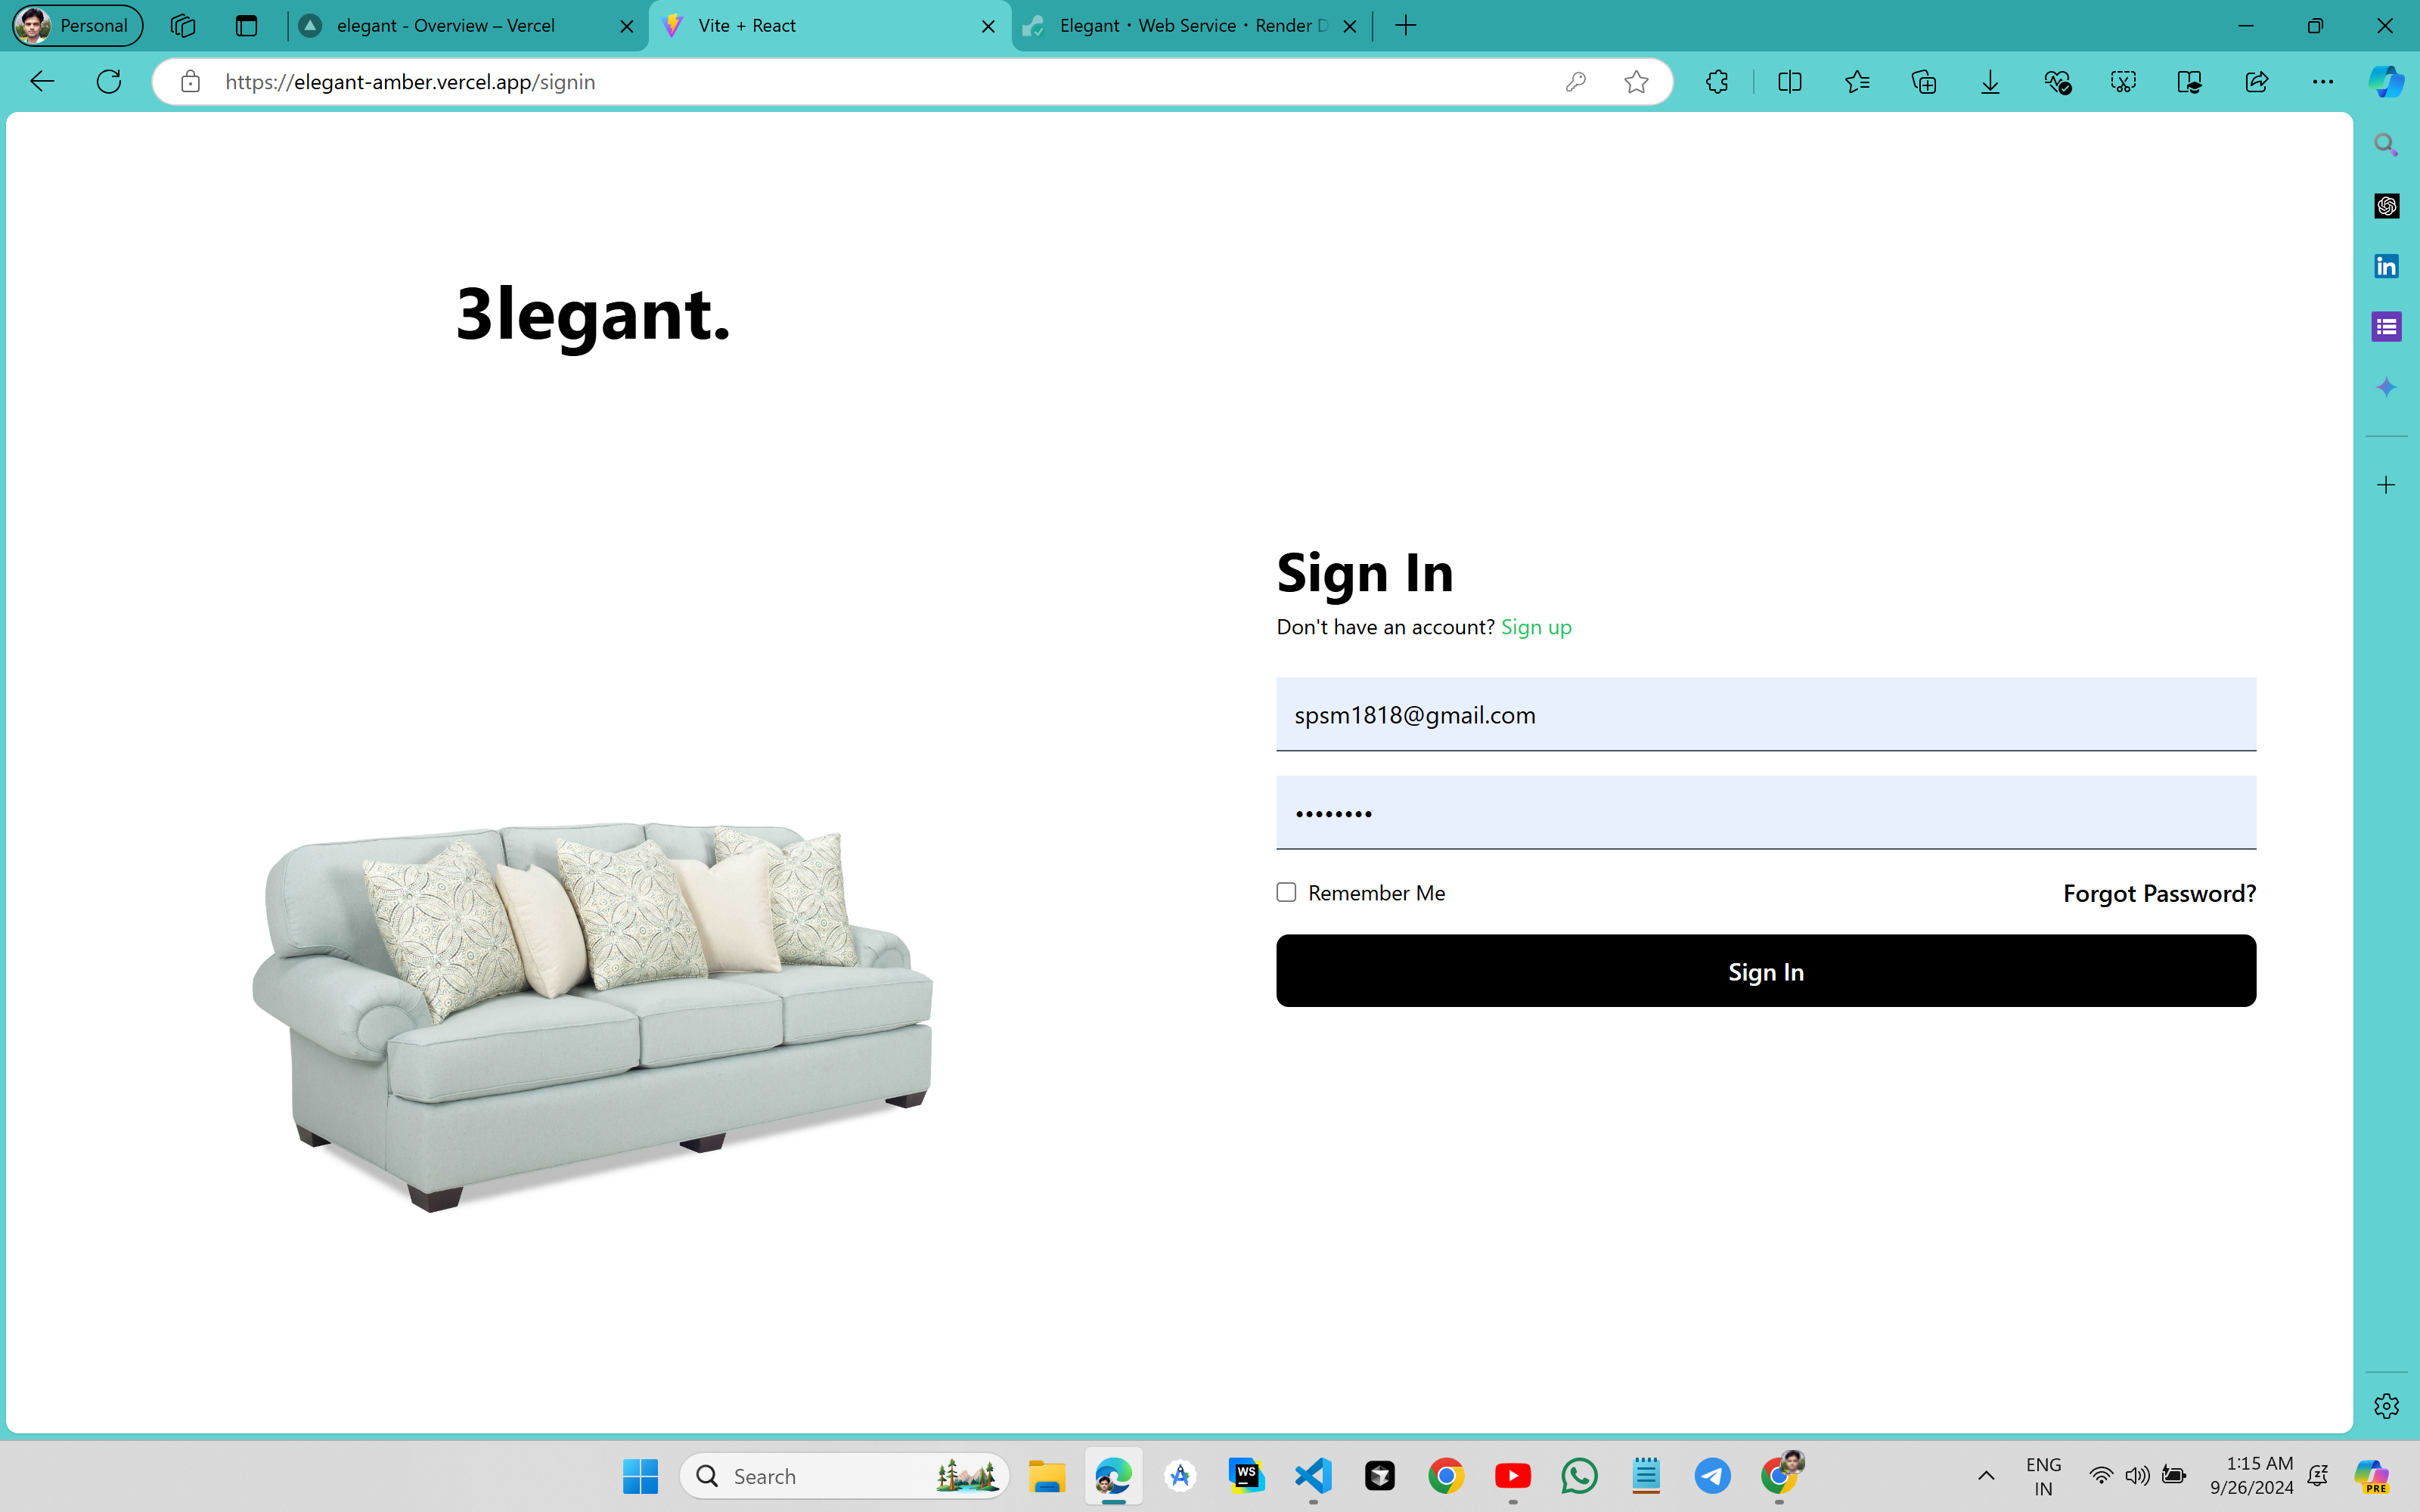 Personal
elegant - Overview – Vercel
Vite + React
Elegant · Web Service · Render D
https://elegant-amber.vercel.app/signin
3legant.
Sign In
Don't have an account? Sign up
spsm1818@gmail.com
••••••••
Remember Me
Forgot Password?
Sign In
Search
WS
ENG
IN
1:15 AM
9/26/2024
PRE